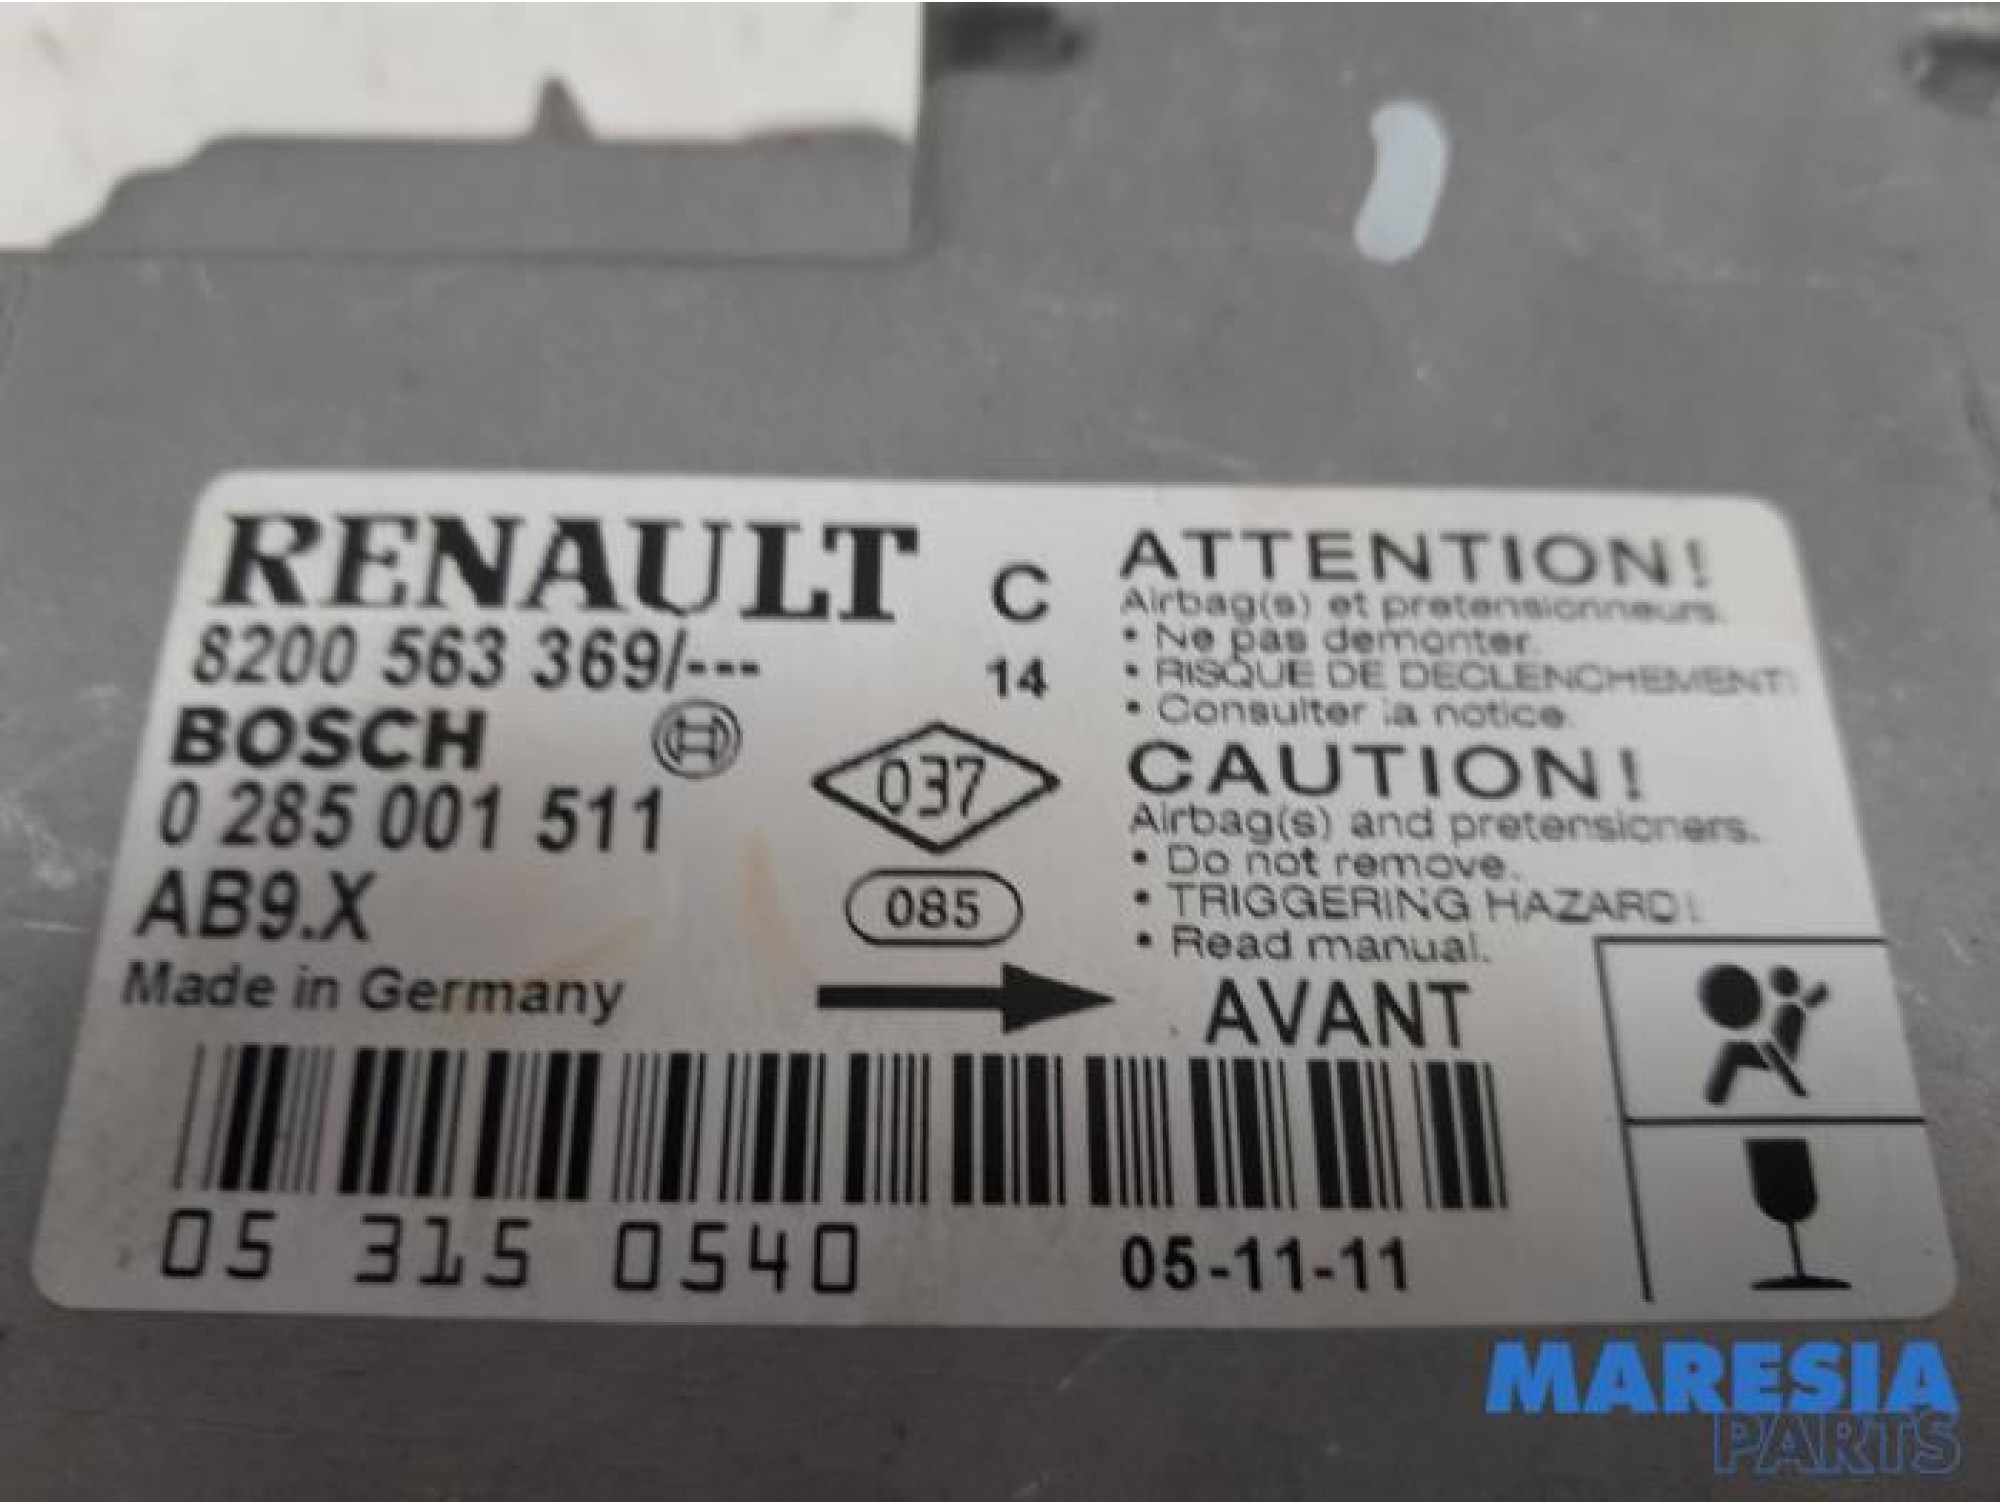 RENAULT
8200 563 369/---
C
14
BOSCH
0 285 001 511
037
AB9.X
085
Made in Germany
ATTENTION!
Airbag(s) et pretensionneurs.
• Ne pas demonter.
• RISQUE DE DECLENCHEMENT!
• Consulter la notice.
CAUTION!
Airbag(s) and pretensioners.
• Do not remove.
• TRIGGERING HAZARD!
• Read manual.
AVANT
05 315 0540
05-11-11
MARESIA
PARTS